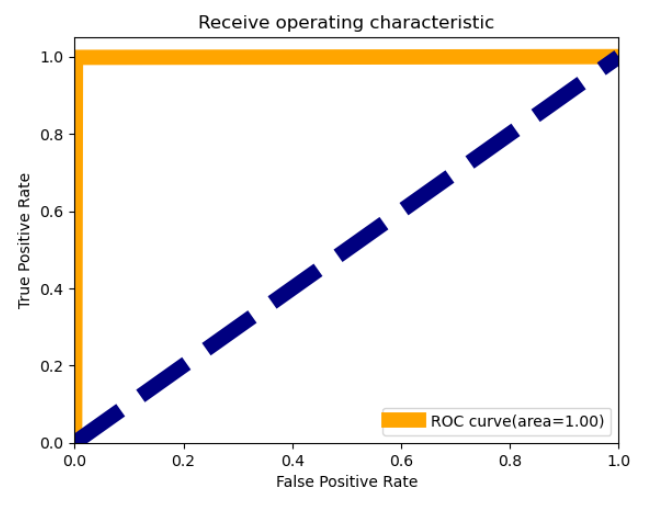 Receive operating characteristic
True Positive Rate
1.0
0.8
0.6
0.4
0.2
0.0
0.0 0.2 0.4 0.6 0.8 1.0
False Positive Rate
ROC curve(area=1.00)